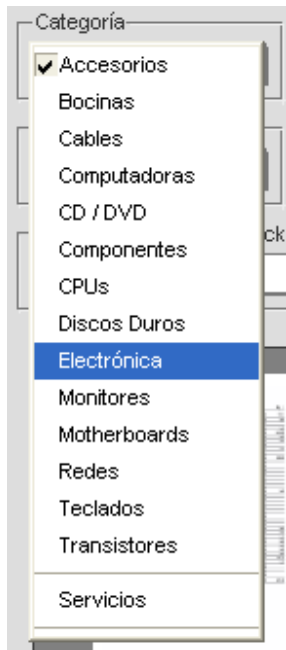 Categoría
Accesorios
Bocinas
Cables
Computadoras
CD / DVD
Componentes
CPUs
Discos Duros
Electrónica
Monitores
Motherboards
Redes
Teclados
Transistores
Servicios